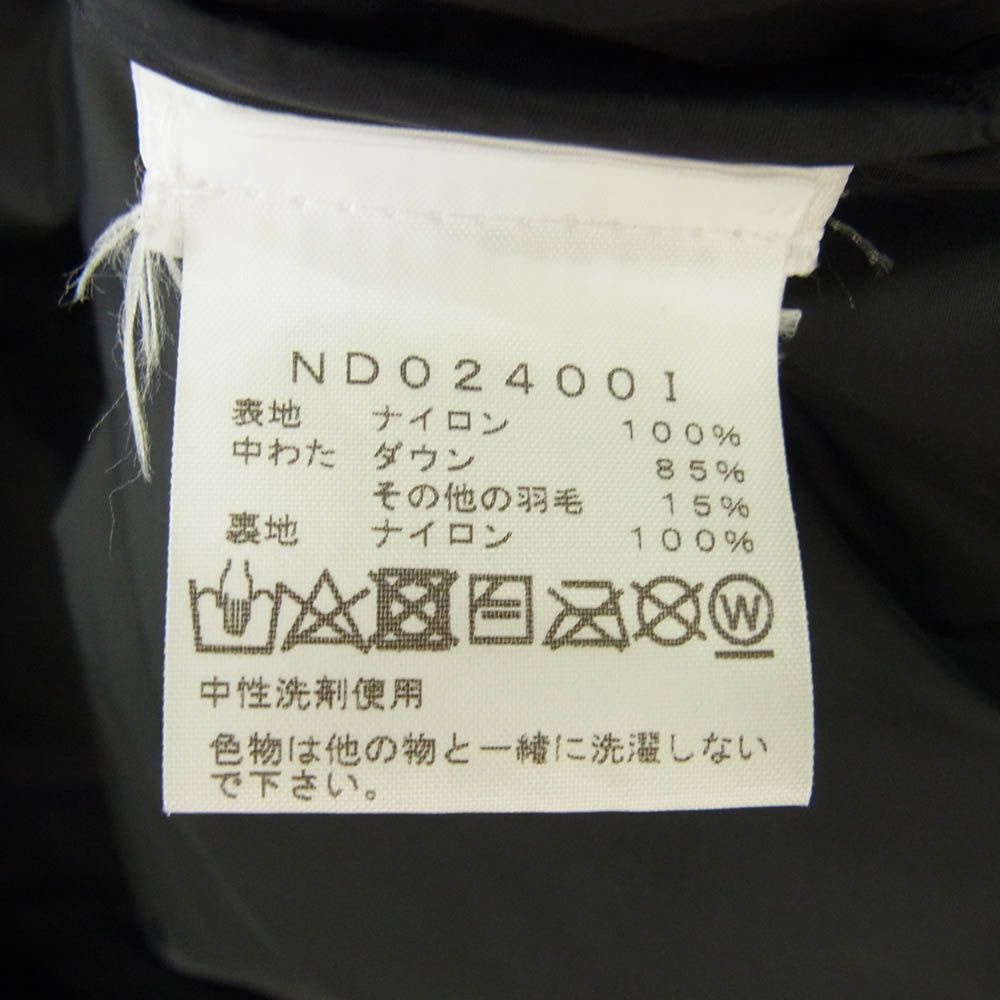 ND02400I
表地 ナイロン 100%
中わた ダウン 85%
その他の羽毛 15%
裏地 ナイロン 100%
W
中性洗剤使用
色物は他の物と一緒に洗濯しない
で下さい。